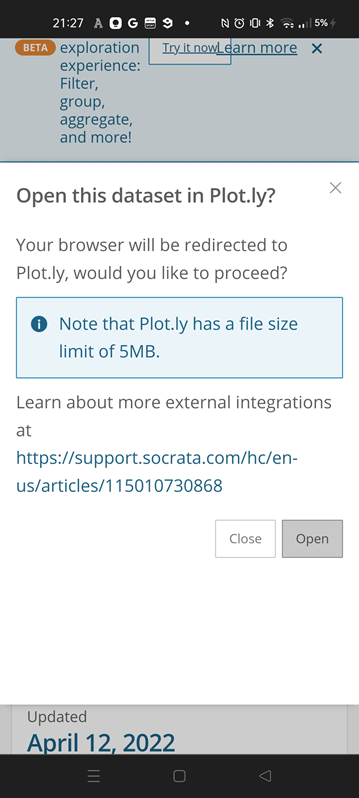 21:27 A G 5%
BETA exploration Try it now Learn more
experience:
Filter,
group,
aggregate,
and more!
Open this dataset in Plot.ly?
Your browser will be redirected to
Plot.ly, would you like to proceed?
Note that Plot.ly has a file size
limit of 5MB.
Learn about more external integrations
at
https://support.socrata.com/hc/en-
us/articles/115010730868
Close Open
Updated
April 12, 2022